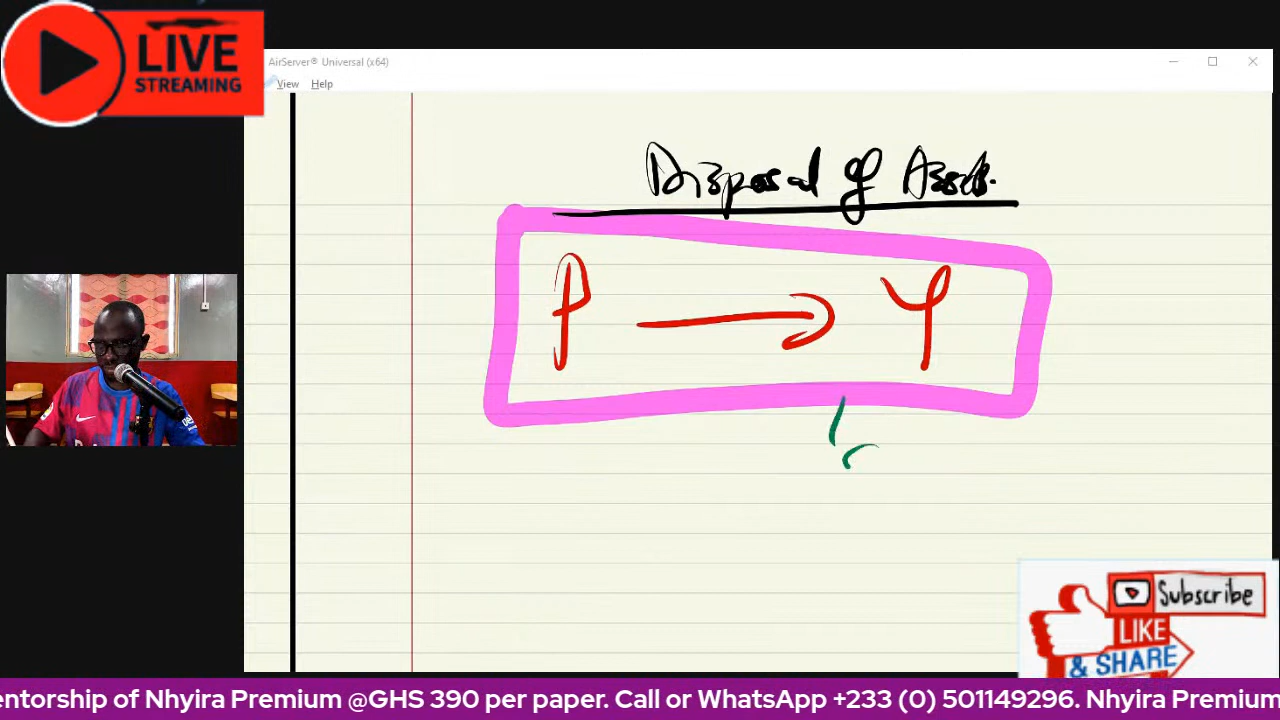 LIVE
STREAMING
AirServer® Universal (x64)
View Help
Disposal of Assets.
P → Y
Subscribe
LIKE
& SHARE
entorship of Nhyira Premium @GHS 390 per paper. Call or WhatsApp +233 (0) 501149296. Nhyira Premium